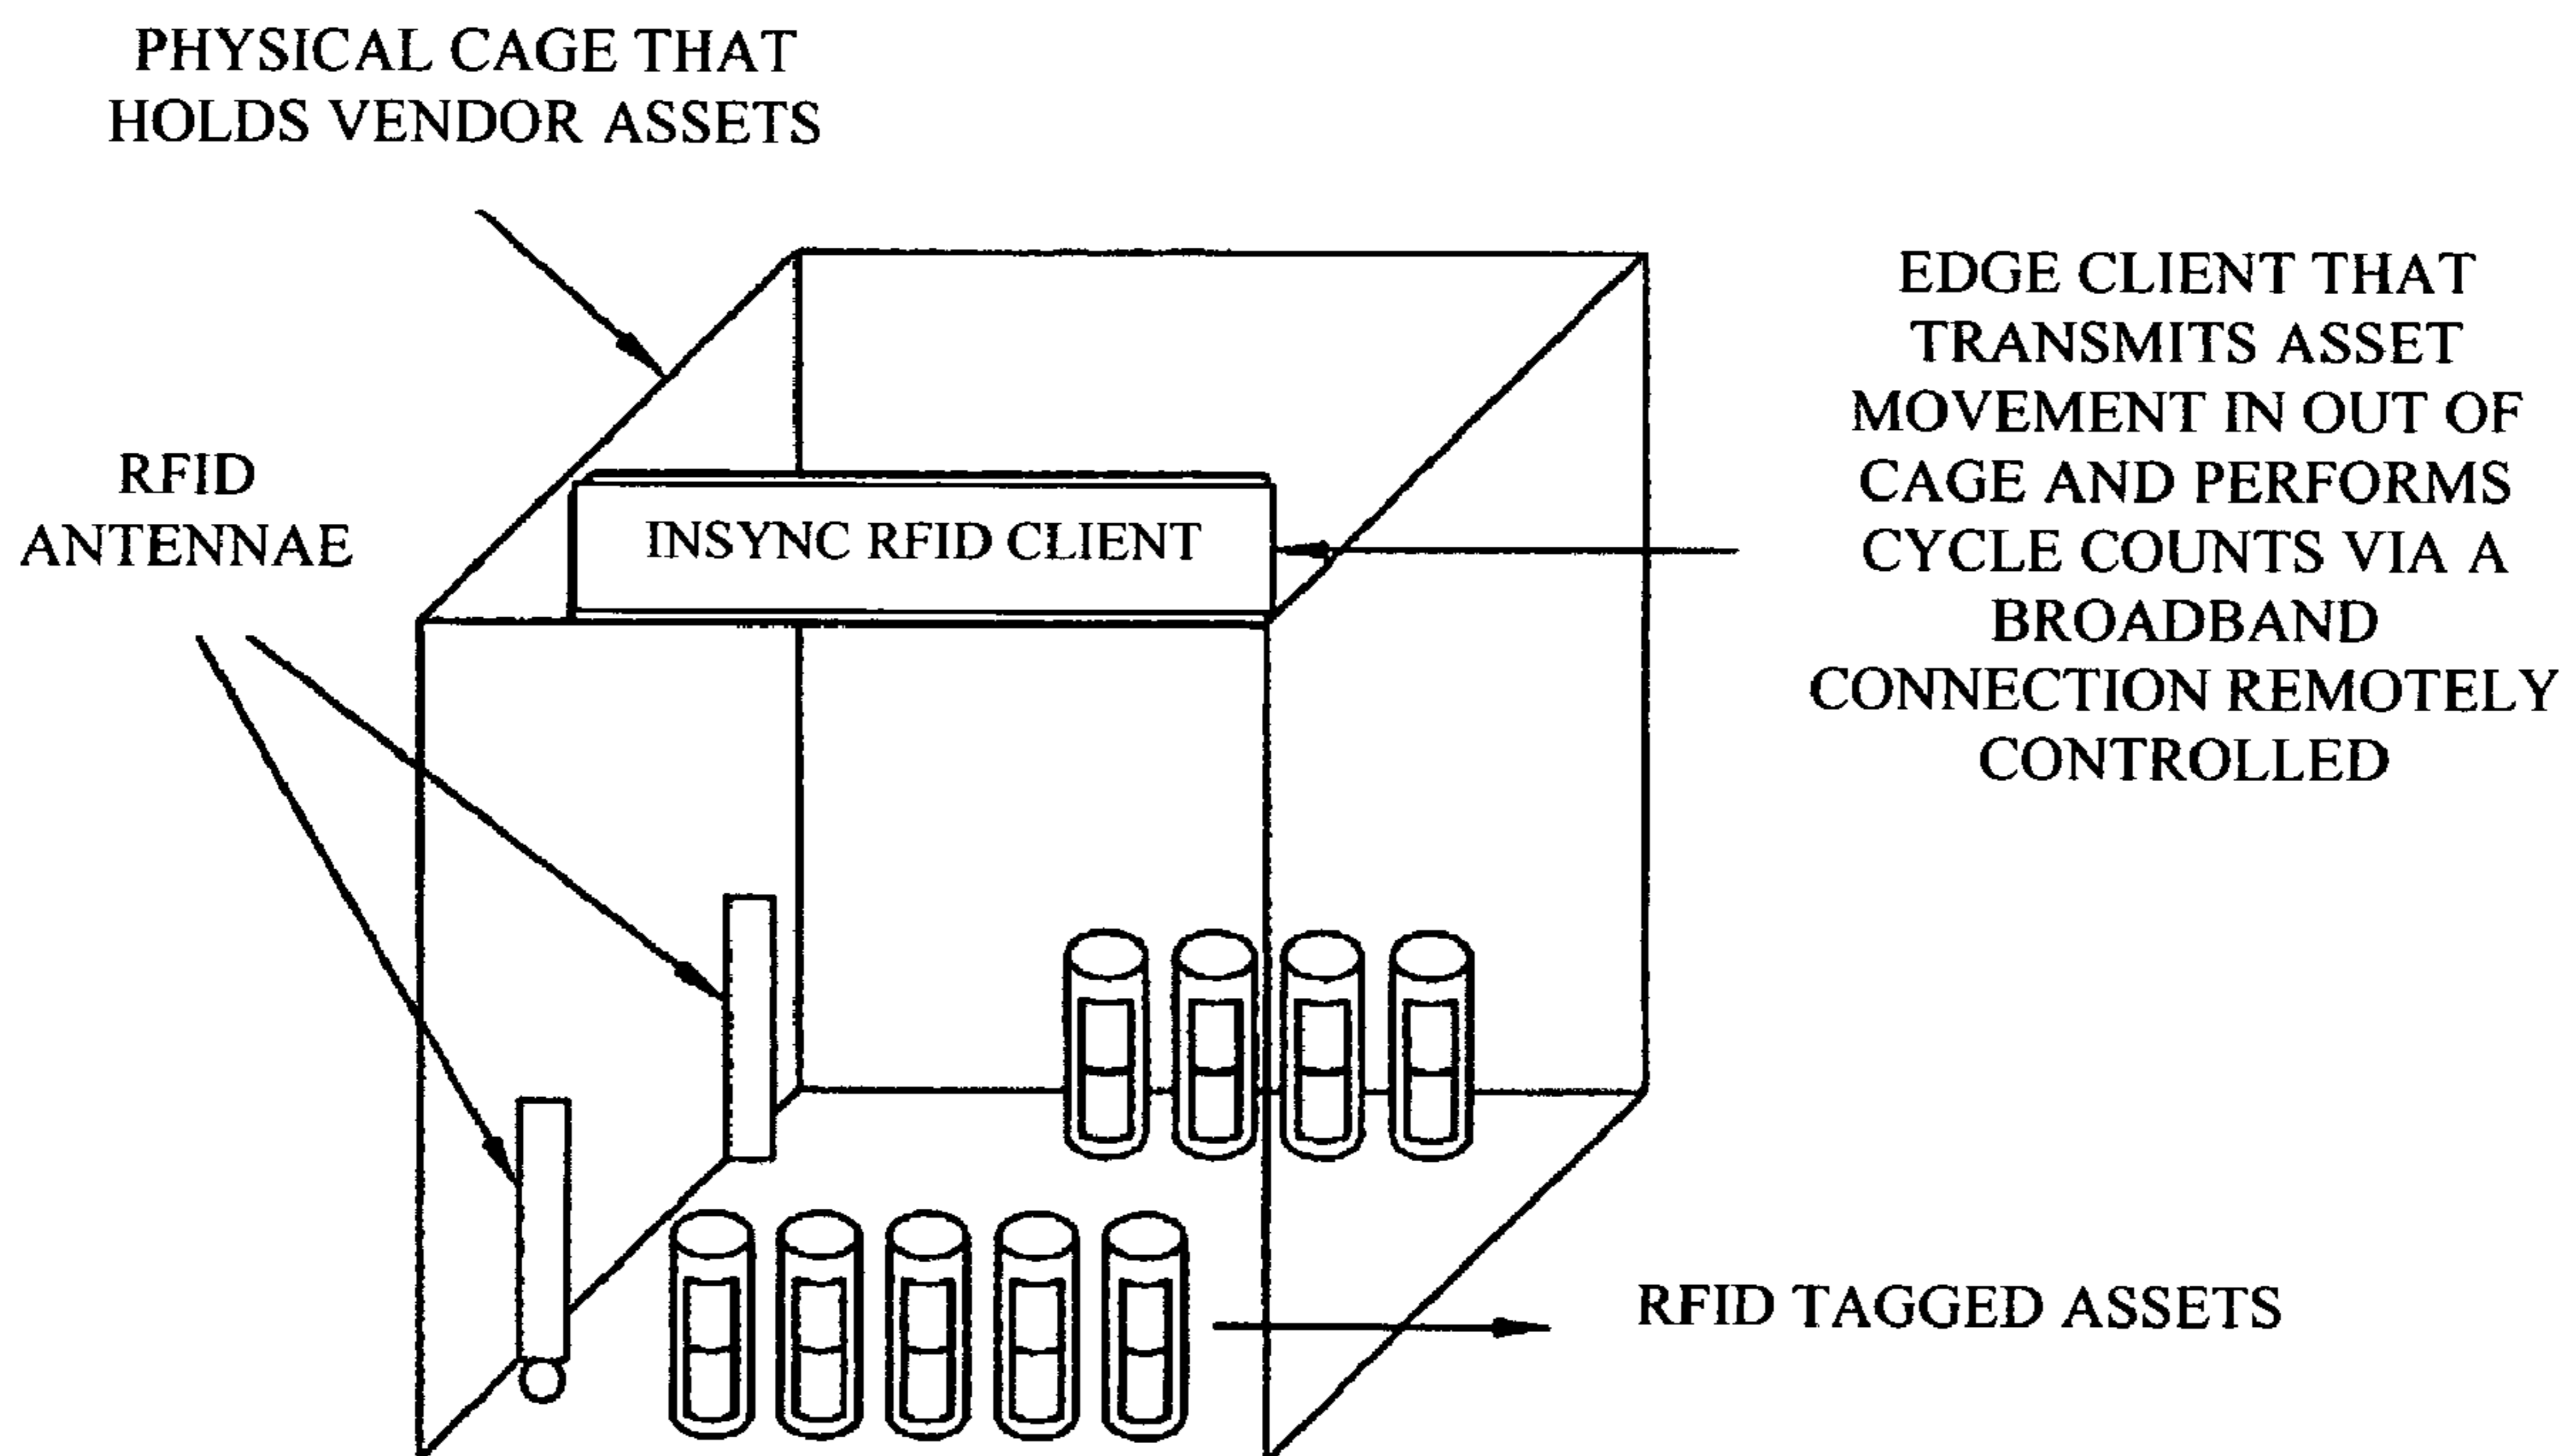 PHYSICAL CAGE THAT
HOLDS VENDOR ASSETS
RFID
ANTENNAE
INSYNC RFID CLIENT
EDGE CLIENT THAT
TRANSMITS ASSET
MOVEMENT IN OUT OF
CAGE AND PERFORMS
CYCLE COUNTS VIA A
BROADBAND
CONNECTION REMOTELY
CONTROLLED
RFID TAGGED ASSETS